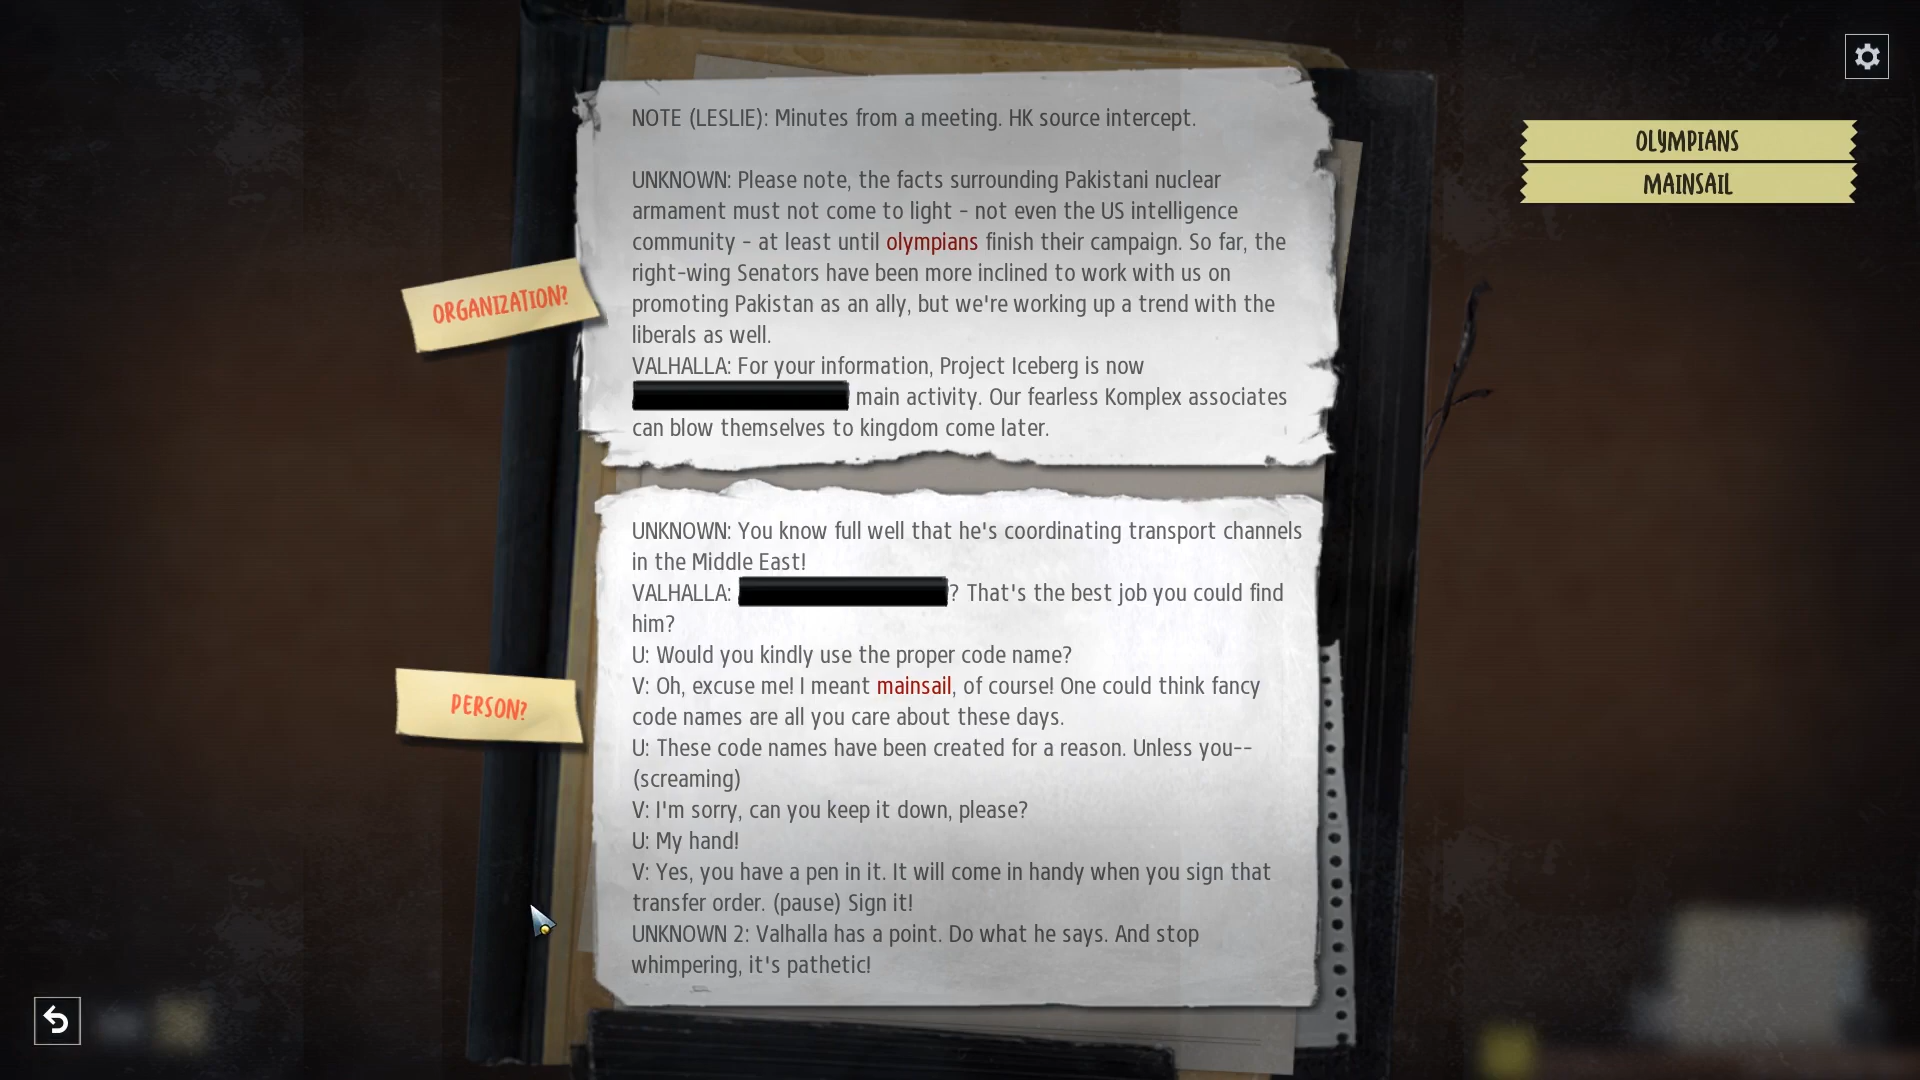 NOTE (LESLIE): Minutes from a meeting. HK source intercept.
UNKNOWN: Please note, the facts surrounding Pakistani nuclear
armament must not come to light - not even the US intelligence
community - at least until olympians finish their campaign. So far, the
right-wing Senators have been more inclined to work with us on
promoting Pakistan as an ally, but we're working up a trend with the
liberals as well.
VALHALLA: For your information, Project Iceberg is now
main activity. Our fearless Komplex associates
can blow themselves to kingdom come later.
ORGANIZATION?
UNKNOWN: You know full well that he's coordinating transport channels
in the Middle East!
VALHALLA: ? That's the best job you could find
him?
U: Would you kindly use the proper code name?
V: Oh, excuse me! I meant mainsail, of course! One could think fancy
code names are all you care about these days.
U: These code names have been created for a reason. Unless you--
(screaming)
V: I'm sorry, can you keep it down, please?
U: My hand!
V: Yes, you have a pen in it. It will come in handy when you sign that
transfer order. (pause) Sign it!
UNKNOWN 2: Valhalla has a point. Do what he says. And stop
whimpering, it's pathetic!
PERSON?
OLYMPIANS
MAINSAIL